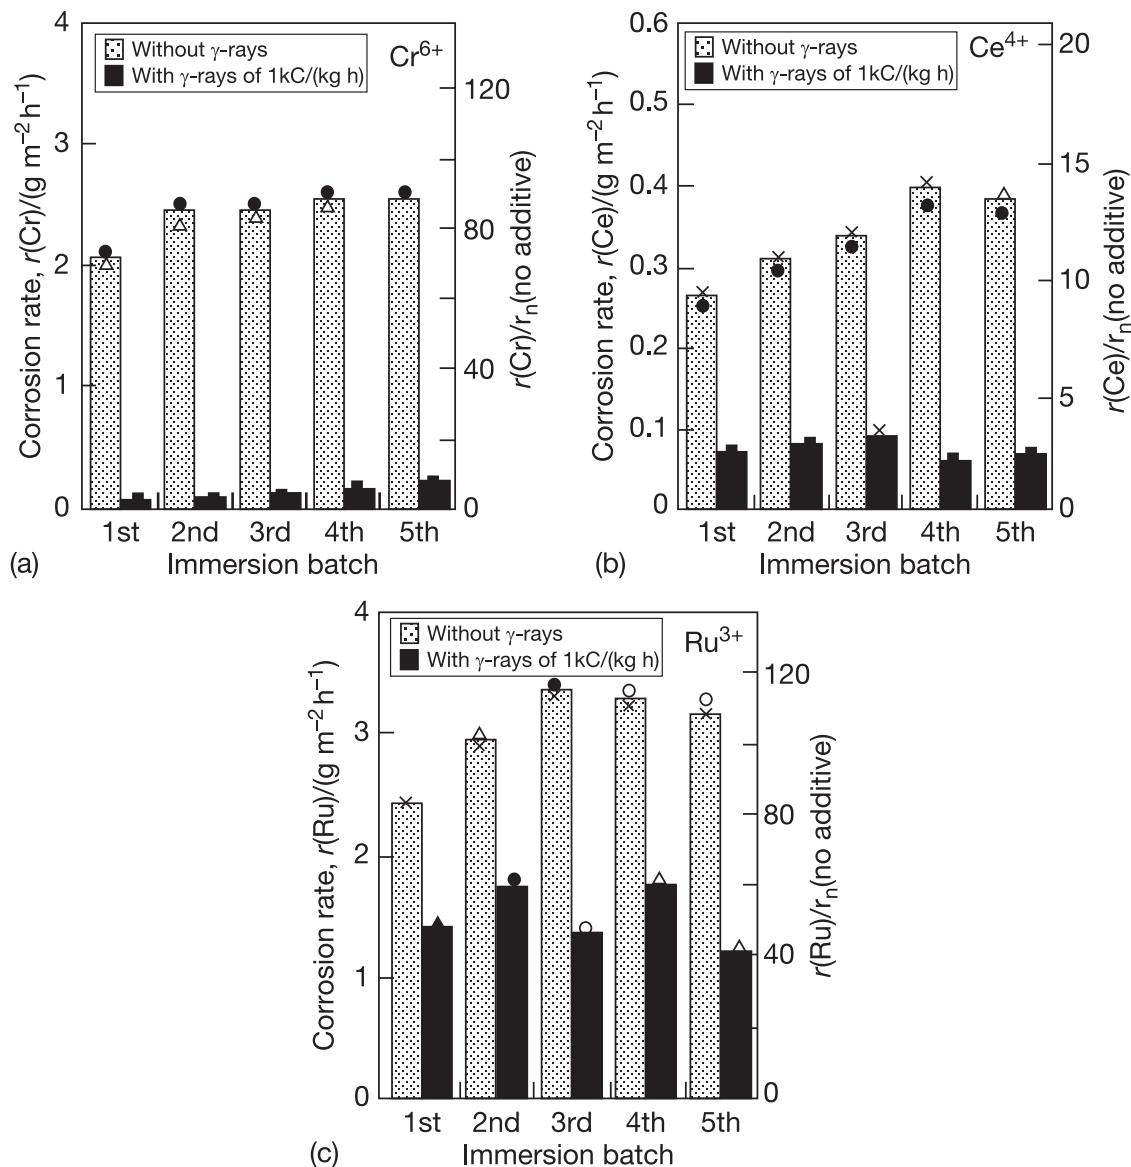 4
3
2
1
0
Corrosion rate, r(Cr)/(g m⁻² h⁻¹)
Without γ-rays
With γ-rays of 1kC/(kg h)
Cr⁶⁺
120
80
40
0
r(Cr)/rₙ(no additive)
1st 2nd 3rd 4th 5th
(a) Immersion batch
0.6
0.5
0.4
0.3
0.2
0.1
0
Corrosion rate, r(Ce)/(g m⁻² h⁻¹)
Without γ-rays
With γ-rays of 1kC/(kg h)
Ce⁴⁺
20
15
10
5
0
r(Ce)/rₙ(no additive)
1st 2nd 3rd 4th 5th
(b) Immersion batch
4
3
2
1
0
Corrosion rate, r(Ru)/(g m⁻² h⁻¹)
Without γ-rays
With γ-rays of 1kC/(kg h)
Ru³⁺
120
80
40
0
r(Ru)/rₙ(no additive)
1st 2nd 3rd 4th 5th
(c) Immersion batch